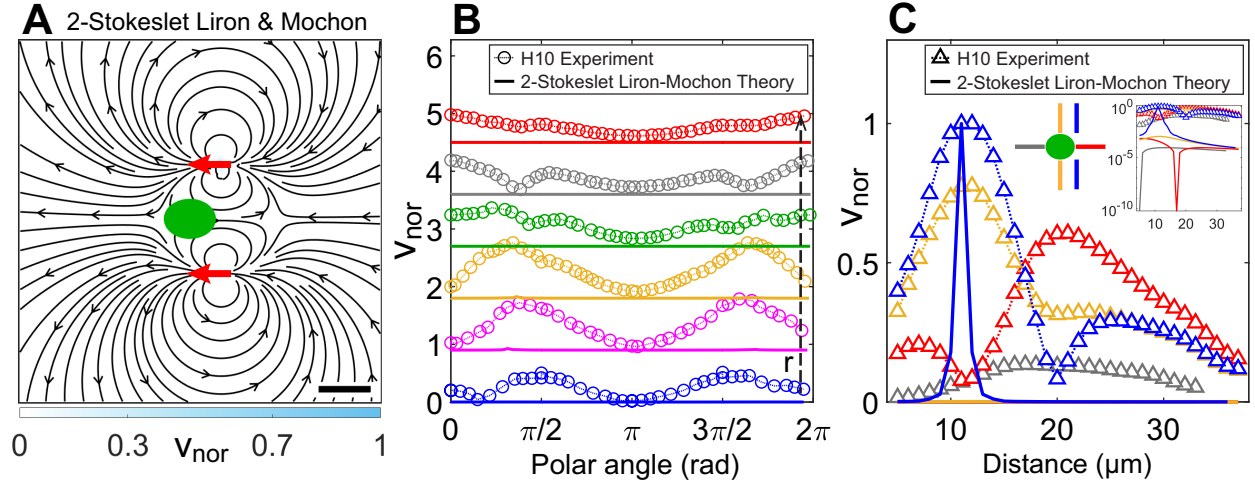 A
2-Stokeslet Liron & Mochon
0
0.3
v_nor
0.7
1
B
H10 Experiment
2-Stokeslet Liron-Mochon Theory
6
5
4
3
2
1
0
v_nor
r
0
π/2
π
3π/2
2π
Polar angle (rad)
C
H10 Experiment
2-Stokeslet Liron-Mochon Theory
1
0.5
0
v_nor
10^0
10^-5
10^-10
10
20
30
10
20
30
Distance (μm)